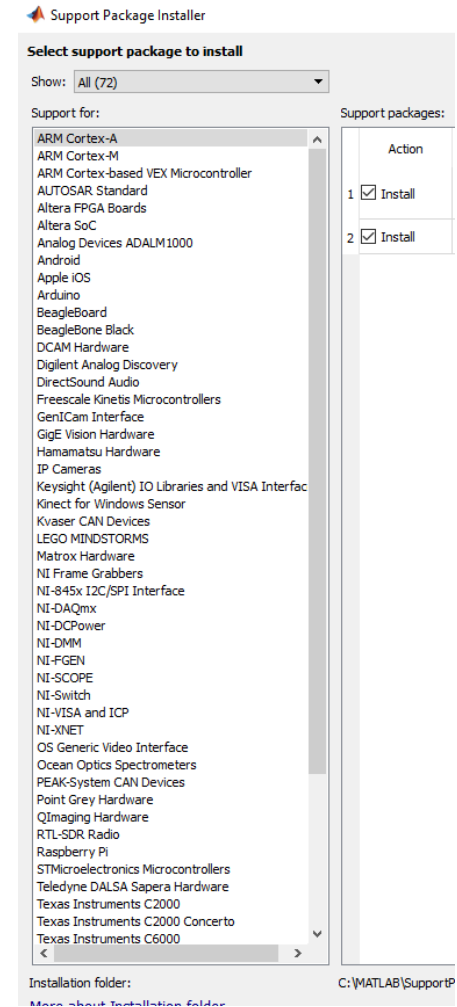 Support Package Installer
Select support package to install
Show: All (72)
Support for:
ARM Cortex-A
ARM Cortex-M
ARM Cortex-based VEX Microcontroller
AUTOSAR Standard
Altera FPGA Boards
Altera SoC
Analog Devices ADALM1000
Android
Apple iOS
Arduino
BeagleBoard
BeagleBone Black
DCAM Hardware
Digilent Analog Discovery
DirectSound Audio
Freescale Kinetis Microcontrollers
GenICam Interface
GigE Vision Hardware
Hamamatsu Hardware
IP Cameras
Keysight (Agilent) IO Libraries and VISA Interfac
Kinect for Windows Sensor
Kvaser CAN Devices
LEGO MINDSTORMS
Matrox Hardware
NI Frame Grabbers
NI-845x I2C/SPI Interface
NI-DAQmx
NI-DCPower
NI-DMM
NI-FGEN
NI-SCOPE
NI-Switch
NI-VISA and ICP
NI-XNET
OS Generic Video Interface
Ocean Optics Spectrometers
PEAK-System CAN Devices
Point Grey Hardware
QImaging Hardware
RTL-SDR Radio
Raspberry Pi
STMicroelectronics Microcontrollers
Teledyne DALSA Sapera Hardware
Texas Instruments C2000
Texas Instruments C2000 Concerto
Texas Instruments C6000
Support packages:
Action
1 Install
2 Install
Installation folder: C:\MATLAB\SupportP
More about Installation folder